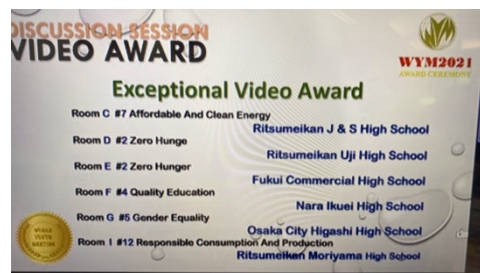 DISCUSSION SESSION
VIDEO AWARD
WYM2021
AWARD CEREMONY
Exceptional Video Award
Room C #7 Affordable And Clean Energy
Ritsumeikan J & S High School
Room D #2 Zero Hunge
Ritsumeikan Uji High School
Room E #2 Zero Hunger
Fukui Commercial High School
Room F #4 Quality Education
Nara Ikuei High School
Room G #5 Gender Equality
Osaka City Higashi High School
Room I #12 Responsible Consumption And Production
Ritsumeikan Moriyama High School
WORLD
YOUTH
MEETING